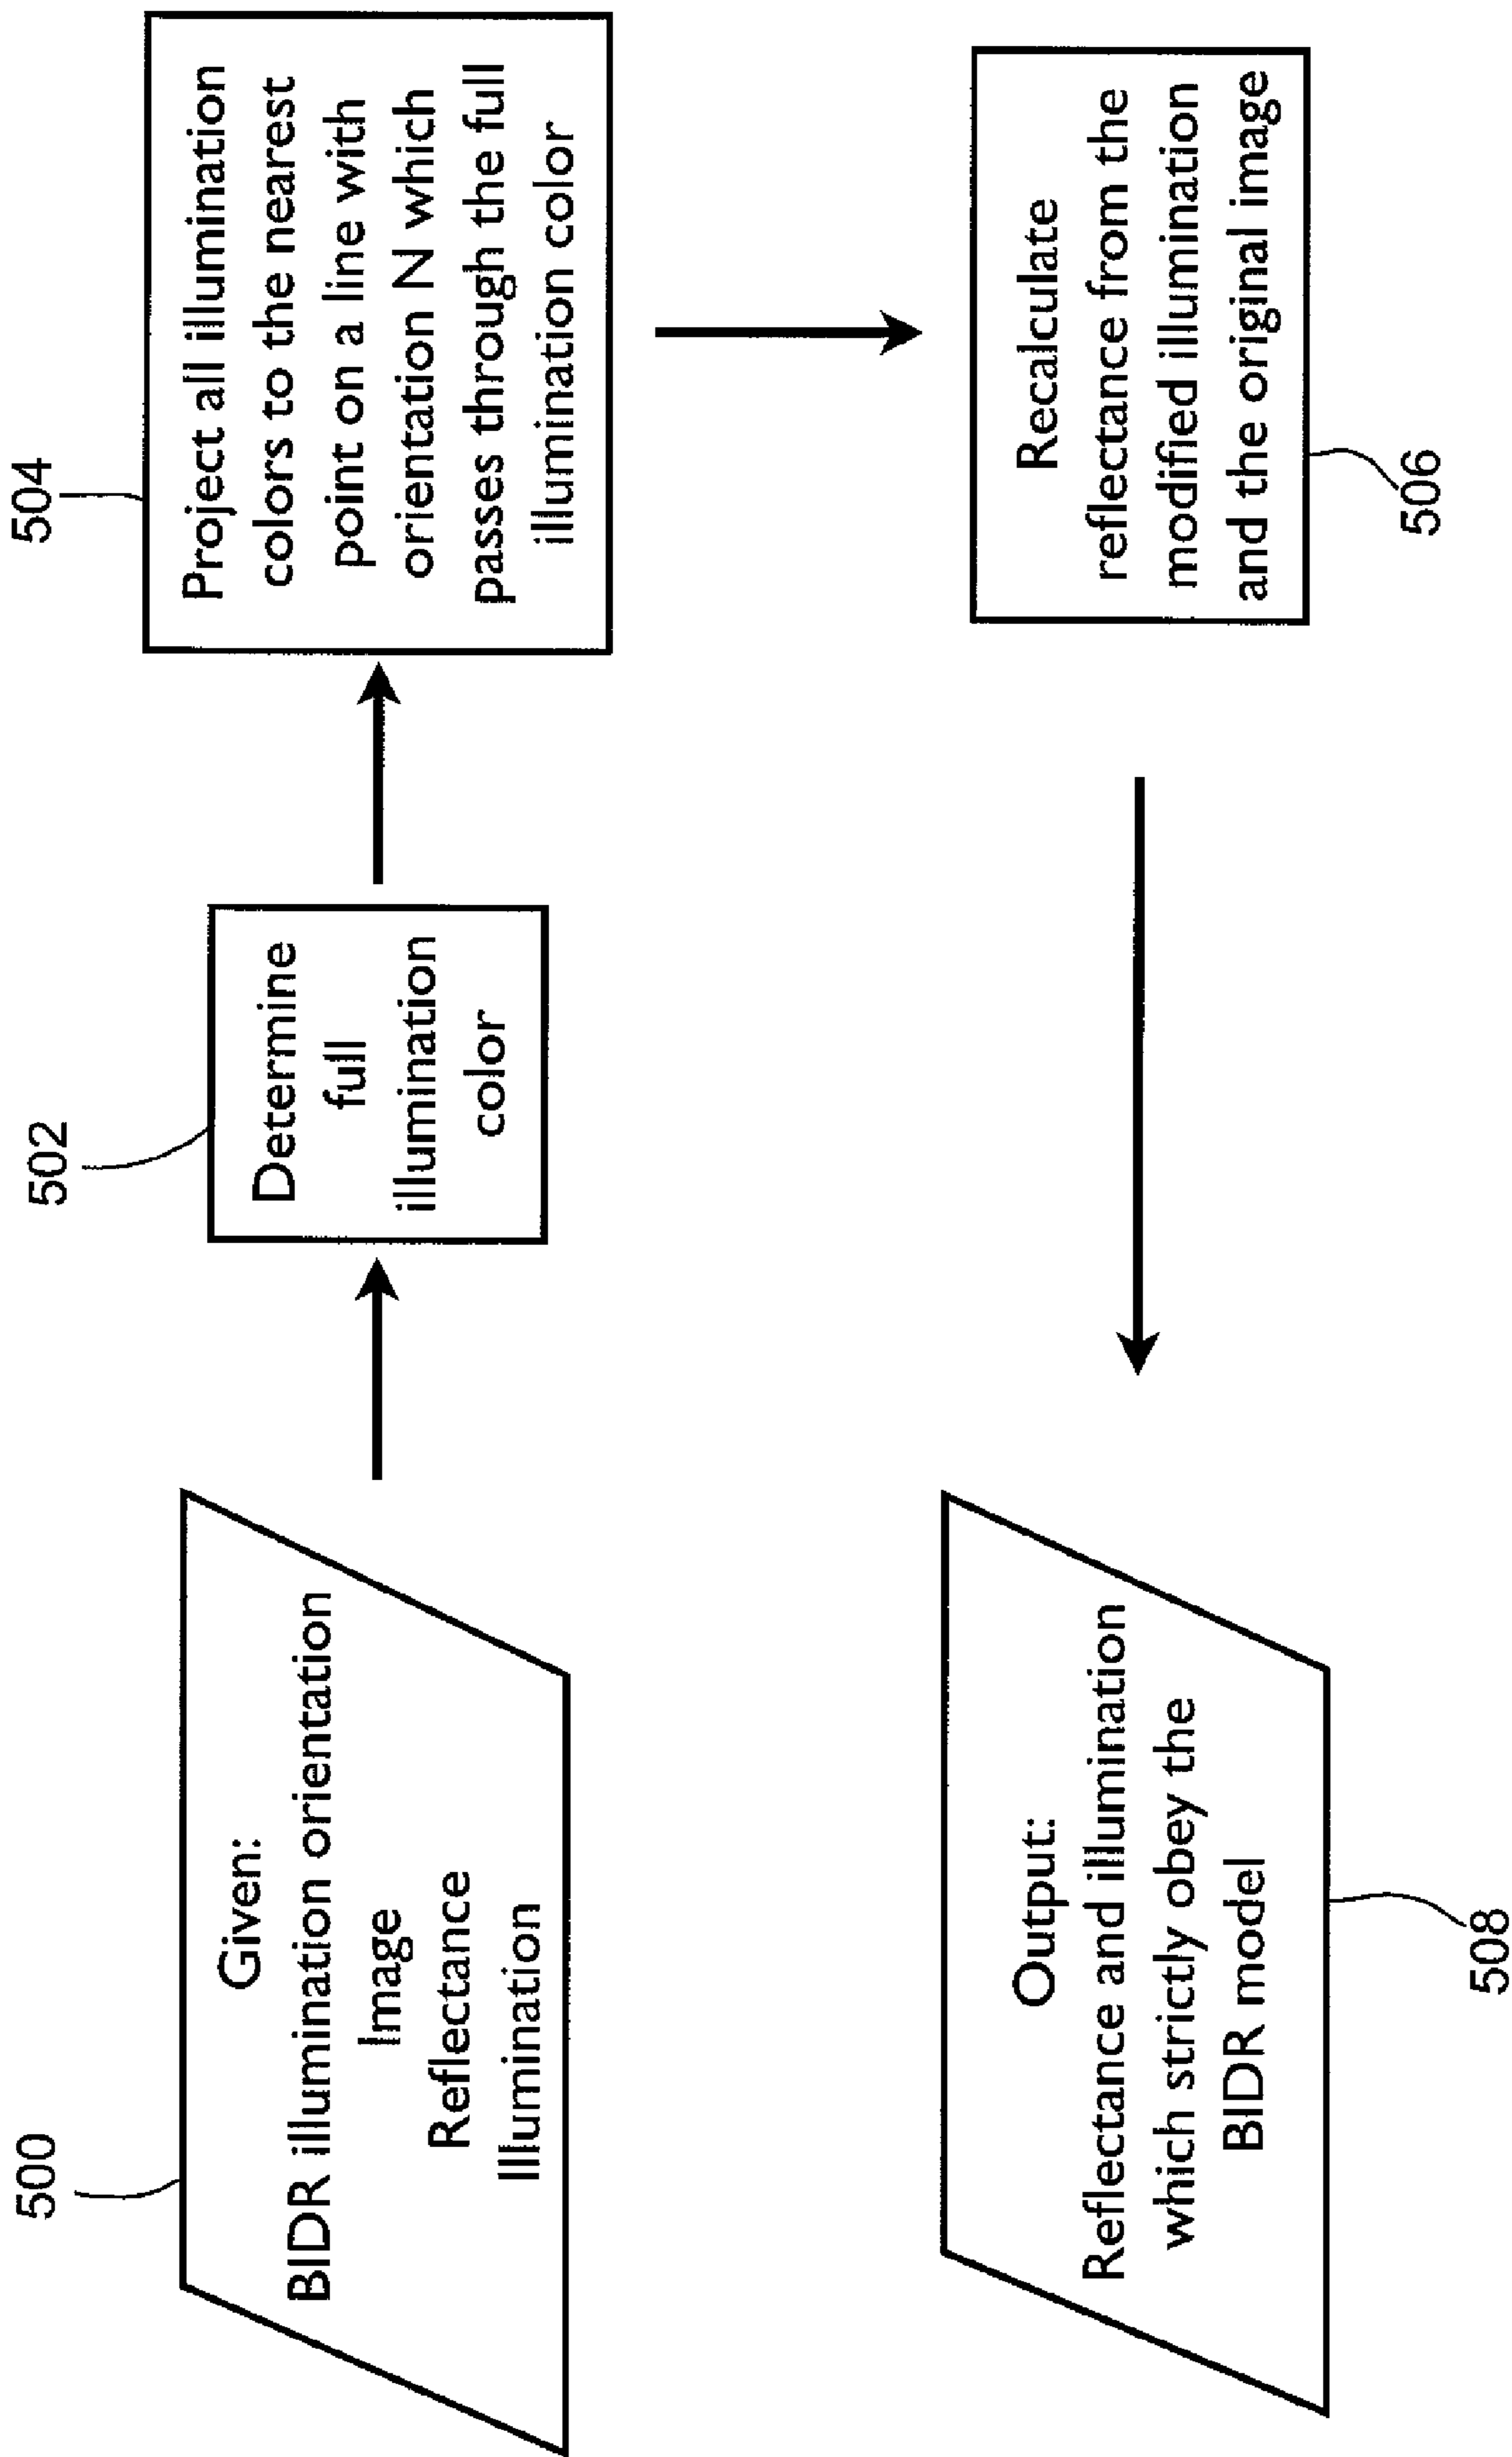 500
Given:
BIDR illumination orientation
Image
Reflectance
Illumination
502
Determine
full
illumination
color
504
Project all illumination
colors to the nearest
point on a line with
orientation N which
passes through the full
illumination color
Recalculate
reflectance from the
modified illumination
and the original image
506
Output:
Reflectance and illumination
which strictly obey the
BIDR model
508